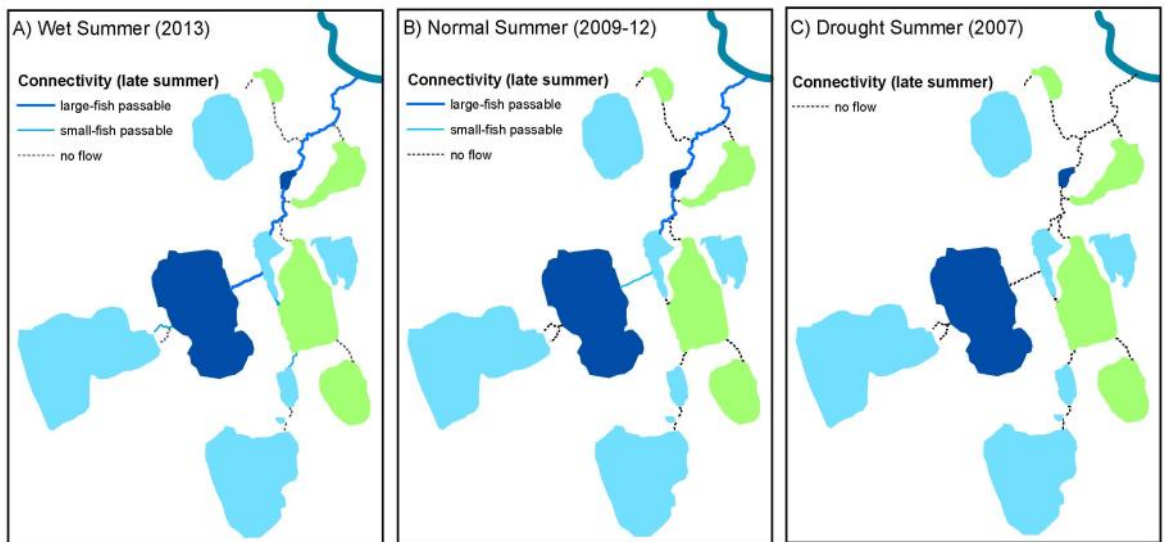 A) Wet Summer (2013)
Connectivity (late summer)
large-fish passable
small-fish passable
no flow
B) Normal Summer (2009-12)
Connectivity (late summer)
large-fish passable
small-fish passable
no flow
C) Drought Summer (2007)
Connectivity (late summer)
no flow